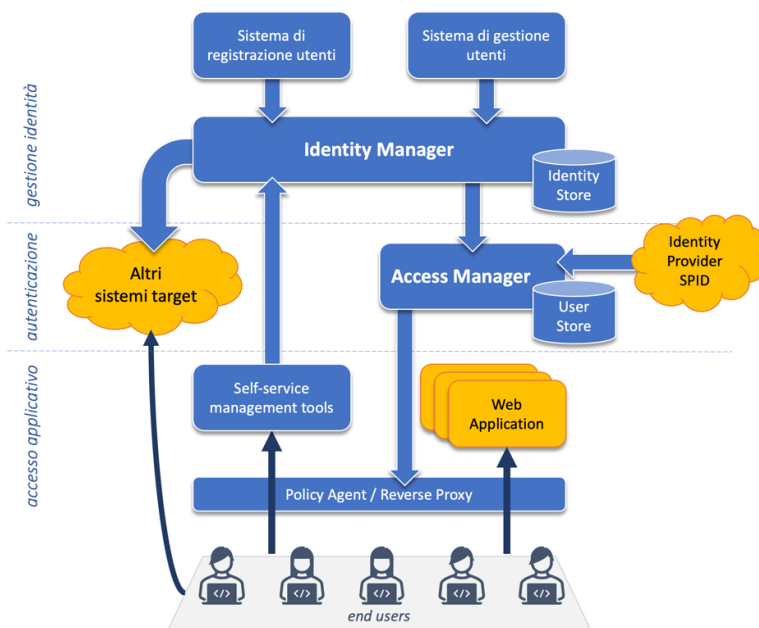 Sistema di
registrazione utenti
Sistema di gestione
utenti
gestione identità
Identity Manager
Identity
Store
autenticazione
Altri
sistemi target
Access Manager
Identity
Provider
SPID
User
Store
accesso applicativo
Self-service
management tools
Web
Application
Policy Agent / Reverse Proxy
</>
</>
</>
</>
</>
end users